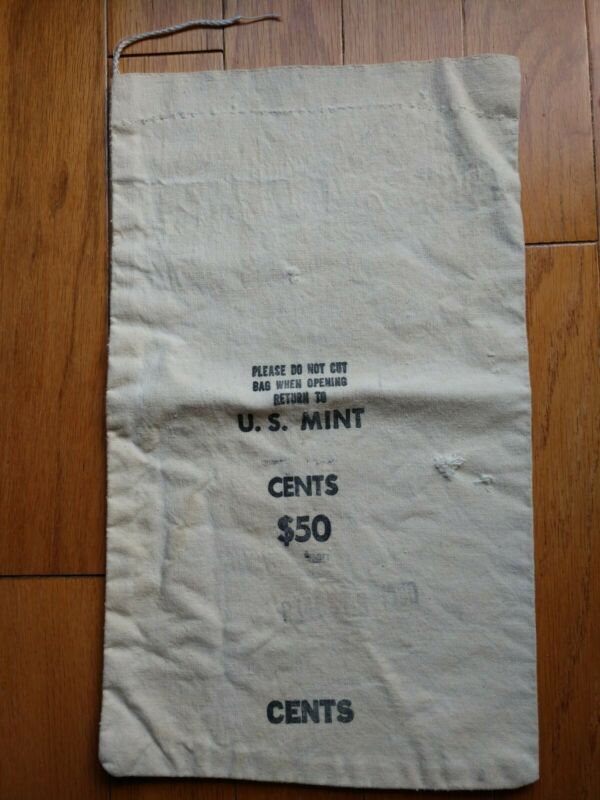 PLEASE DO NOT CUT
BAG WHEN OPENING
RETURN TO
U. S. MINT
CENTS
$50
CENTS